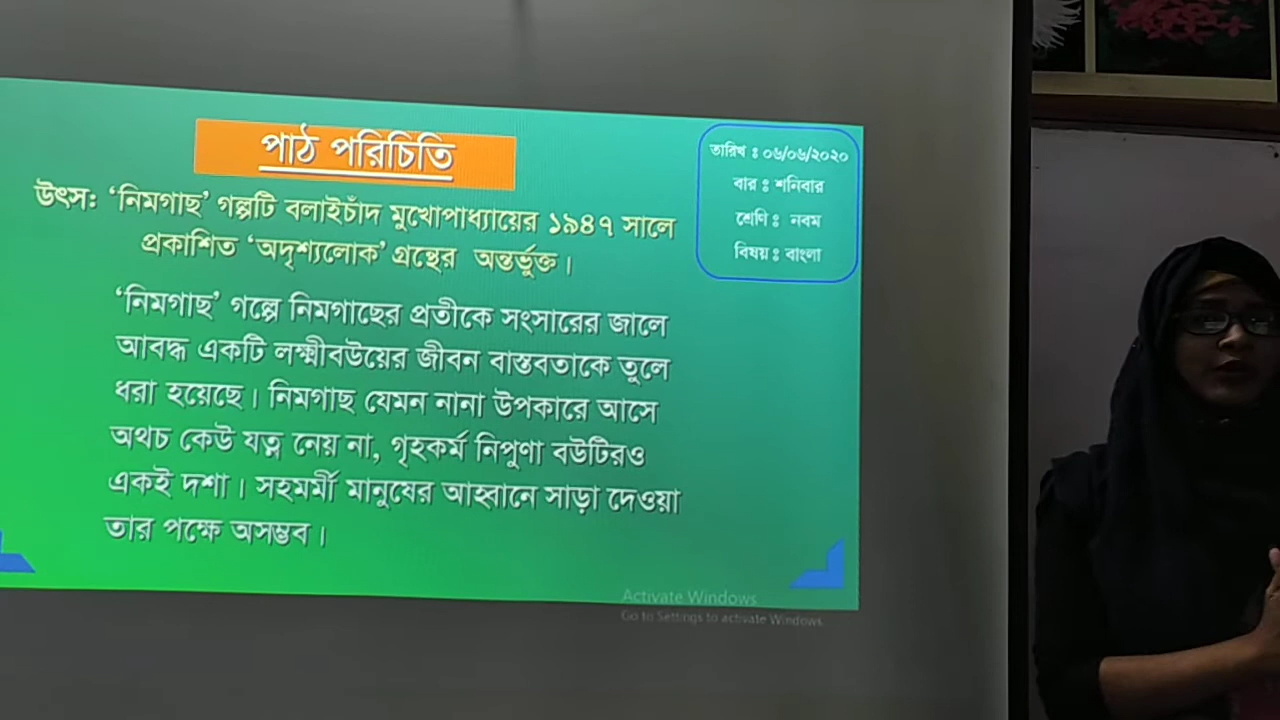 পাঠ পরিচিতি
তারিখ ঃ ০৬/০৬/২০২০
বার ঃ শনিবার
শ্রেণি ঃ নবম
বিষয় ঃ বাংলা
উৎস: ‘নিমগাছ’ গল্পটি বলাইচাঁদ মুখোপাধ্যায়ের ১৯৪৭ সালে
প্রকাশিত ‘অদৃশ্যলোক’ গ্রন্থের অন্তর্ভুক্ত।
‘নিমগাছ’ গল্পে নিমগাছের প্রতীকে সংসারের জালে
আবদ্ধ একটি লক্ষ্মীবউয়ের জীবন বাস্তবতাকে তুলে
ধরা হয়েছে। নিমগাছ যেমন নানা উপকারে আসে
অথচ কেউ যত্ন নেয় না, গৃহকর্ম নিপুণা বউটিরও
একই দশা। সহমর্মী মানুষের আহ্বানে সাড়া দেওয়া
তার পক্ষে অসম্ভব।
Activate Windows
Go to Settings to activate Windows.